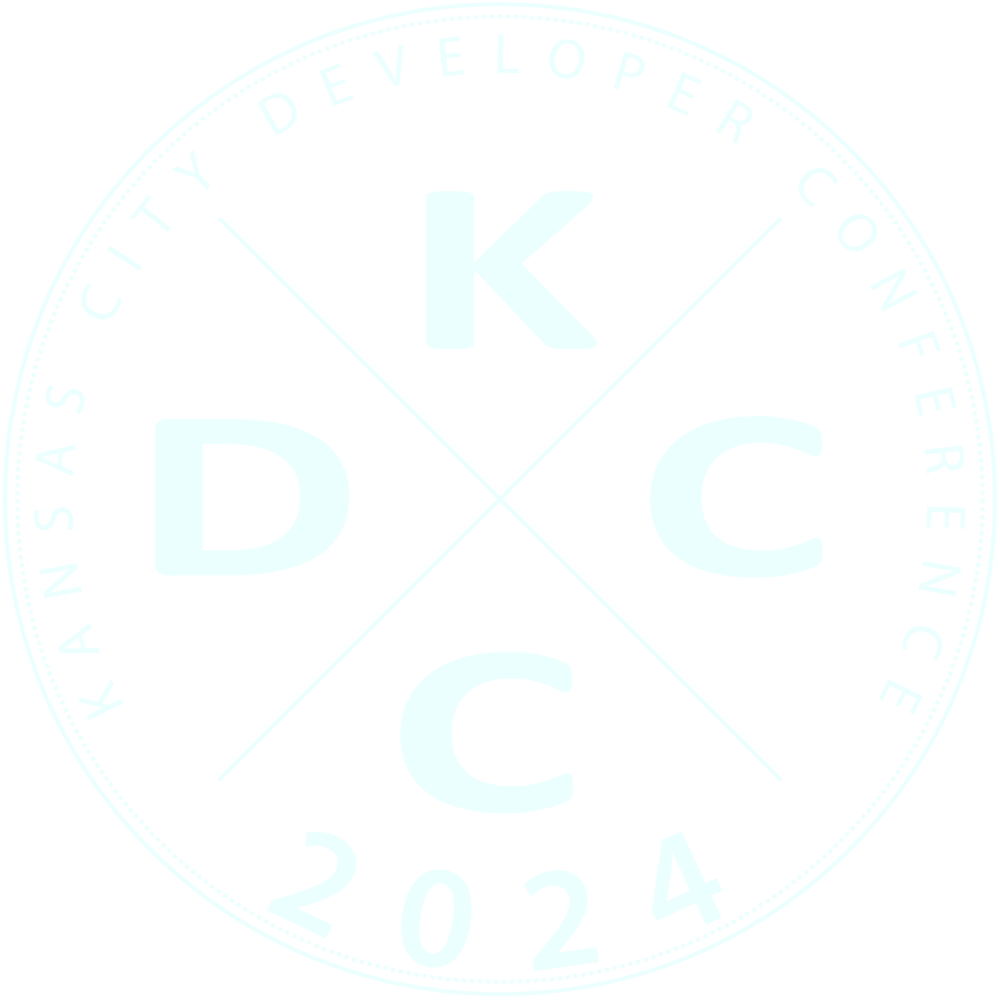 KANSAS CITY DEVELOPER CONFERENCE
K
D C
C
2024